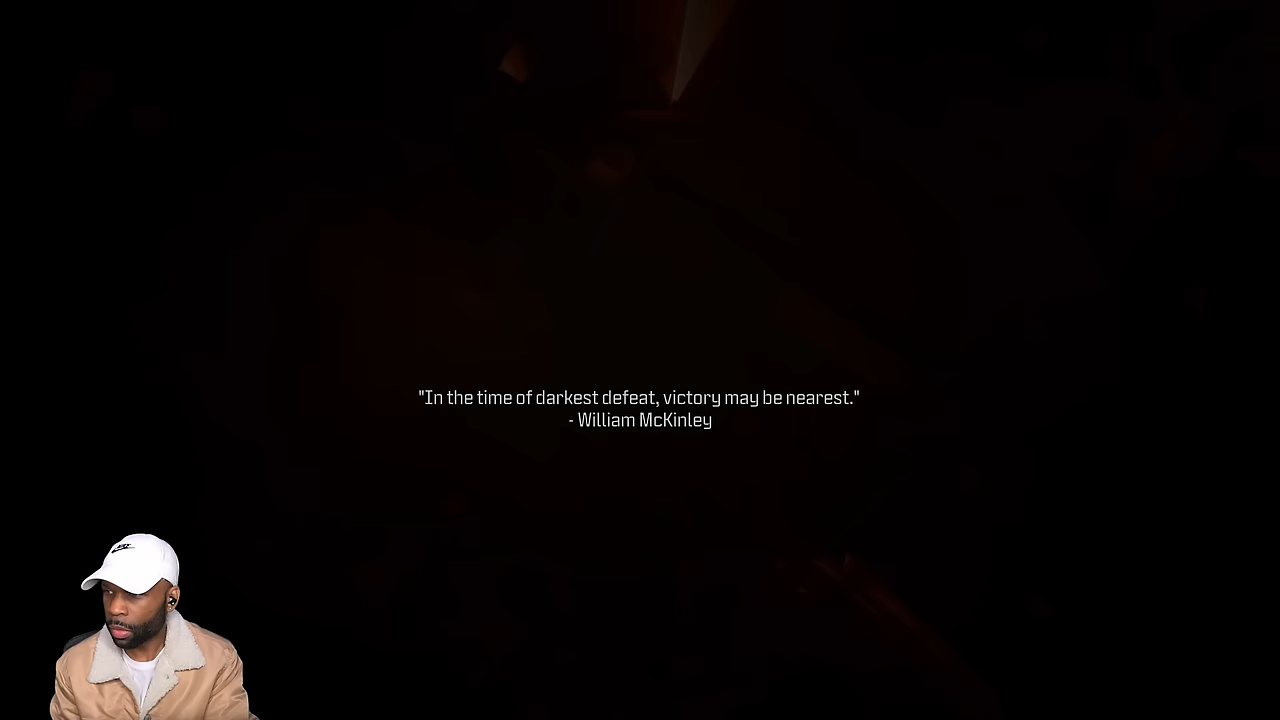 "In the time of darkest defeat, victory may be nearest."
- William McKinley